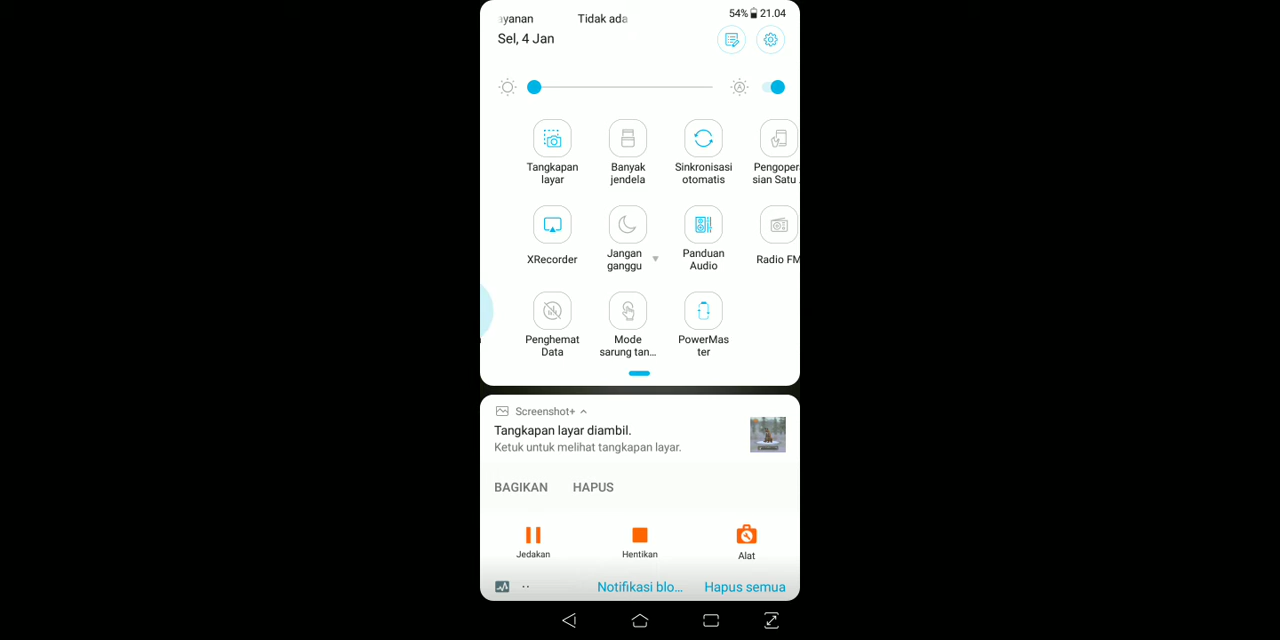 ayanan Tidak ada 54% 21.04
Sel, 4 Jan
Tangkapan layar
Banyak jendela
Sinkronisasi otomatis
Pengoper sian Satu .
XRecorder
Jangan ganggu
Panduan Audio
Radio FM
Penghemat Data
Mode sarung tan...
PowerMas ter
Screenshot+
Tangkapan layar diambil.
Ketuk untuk melihat tangkapan layar.
BAGIKAN HAPUS
Jedakan Hentikan Alat
Notifikasi blo... Hapus semua